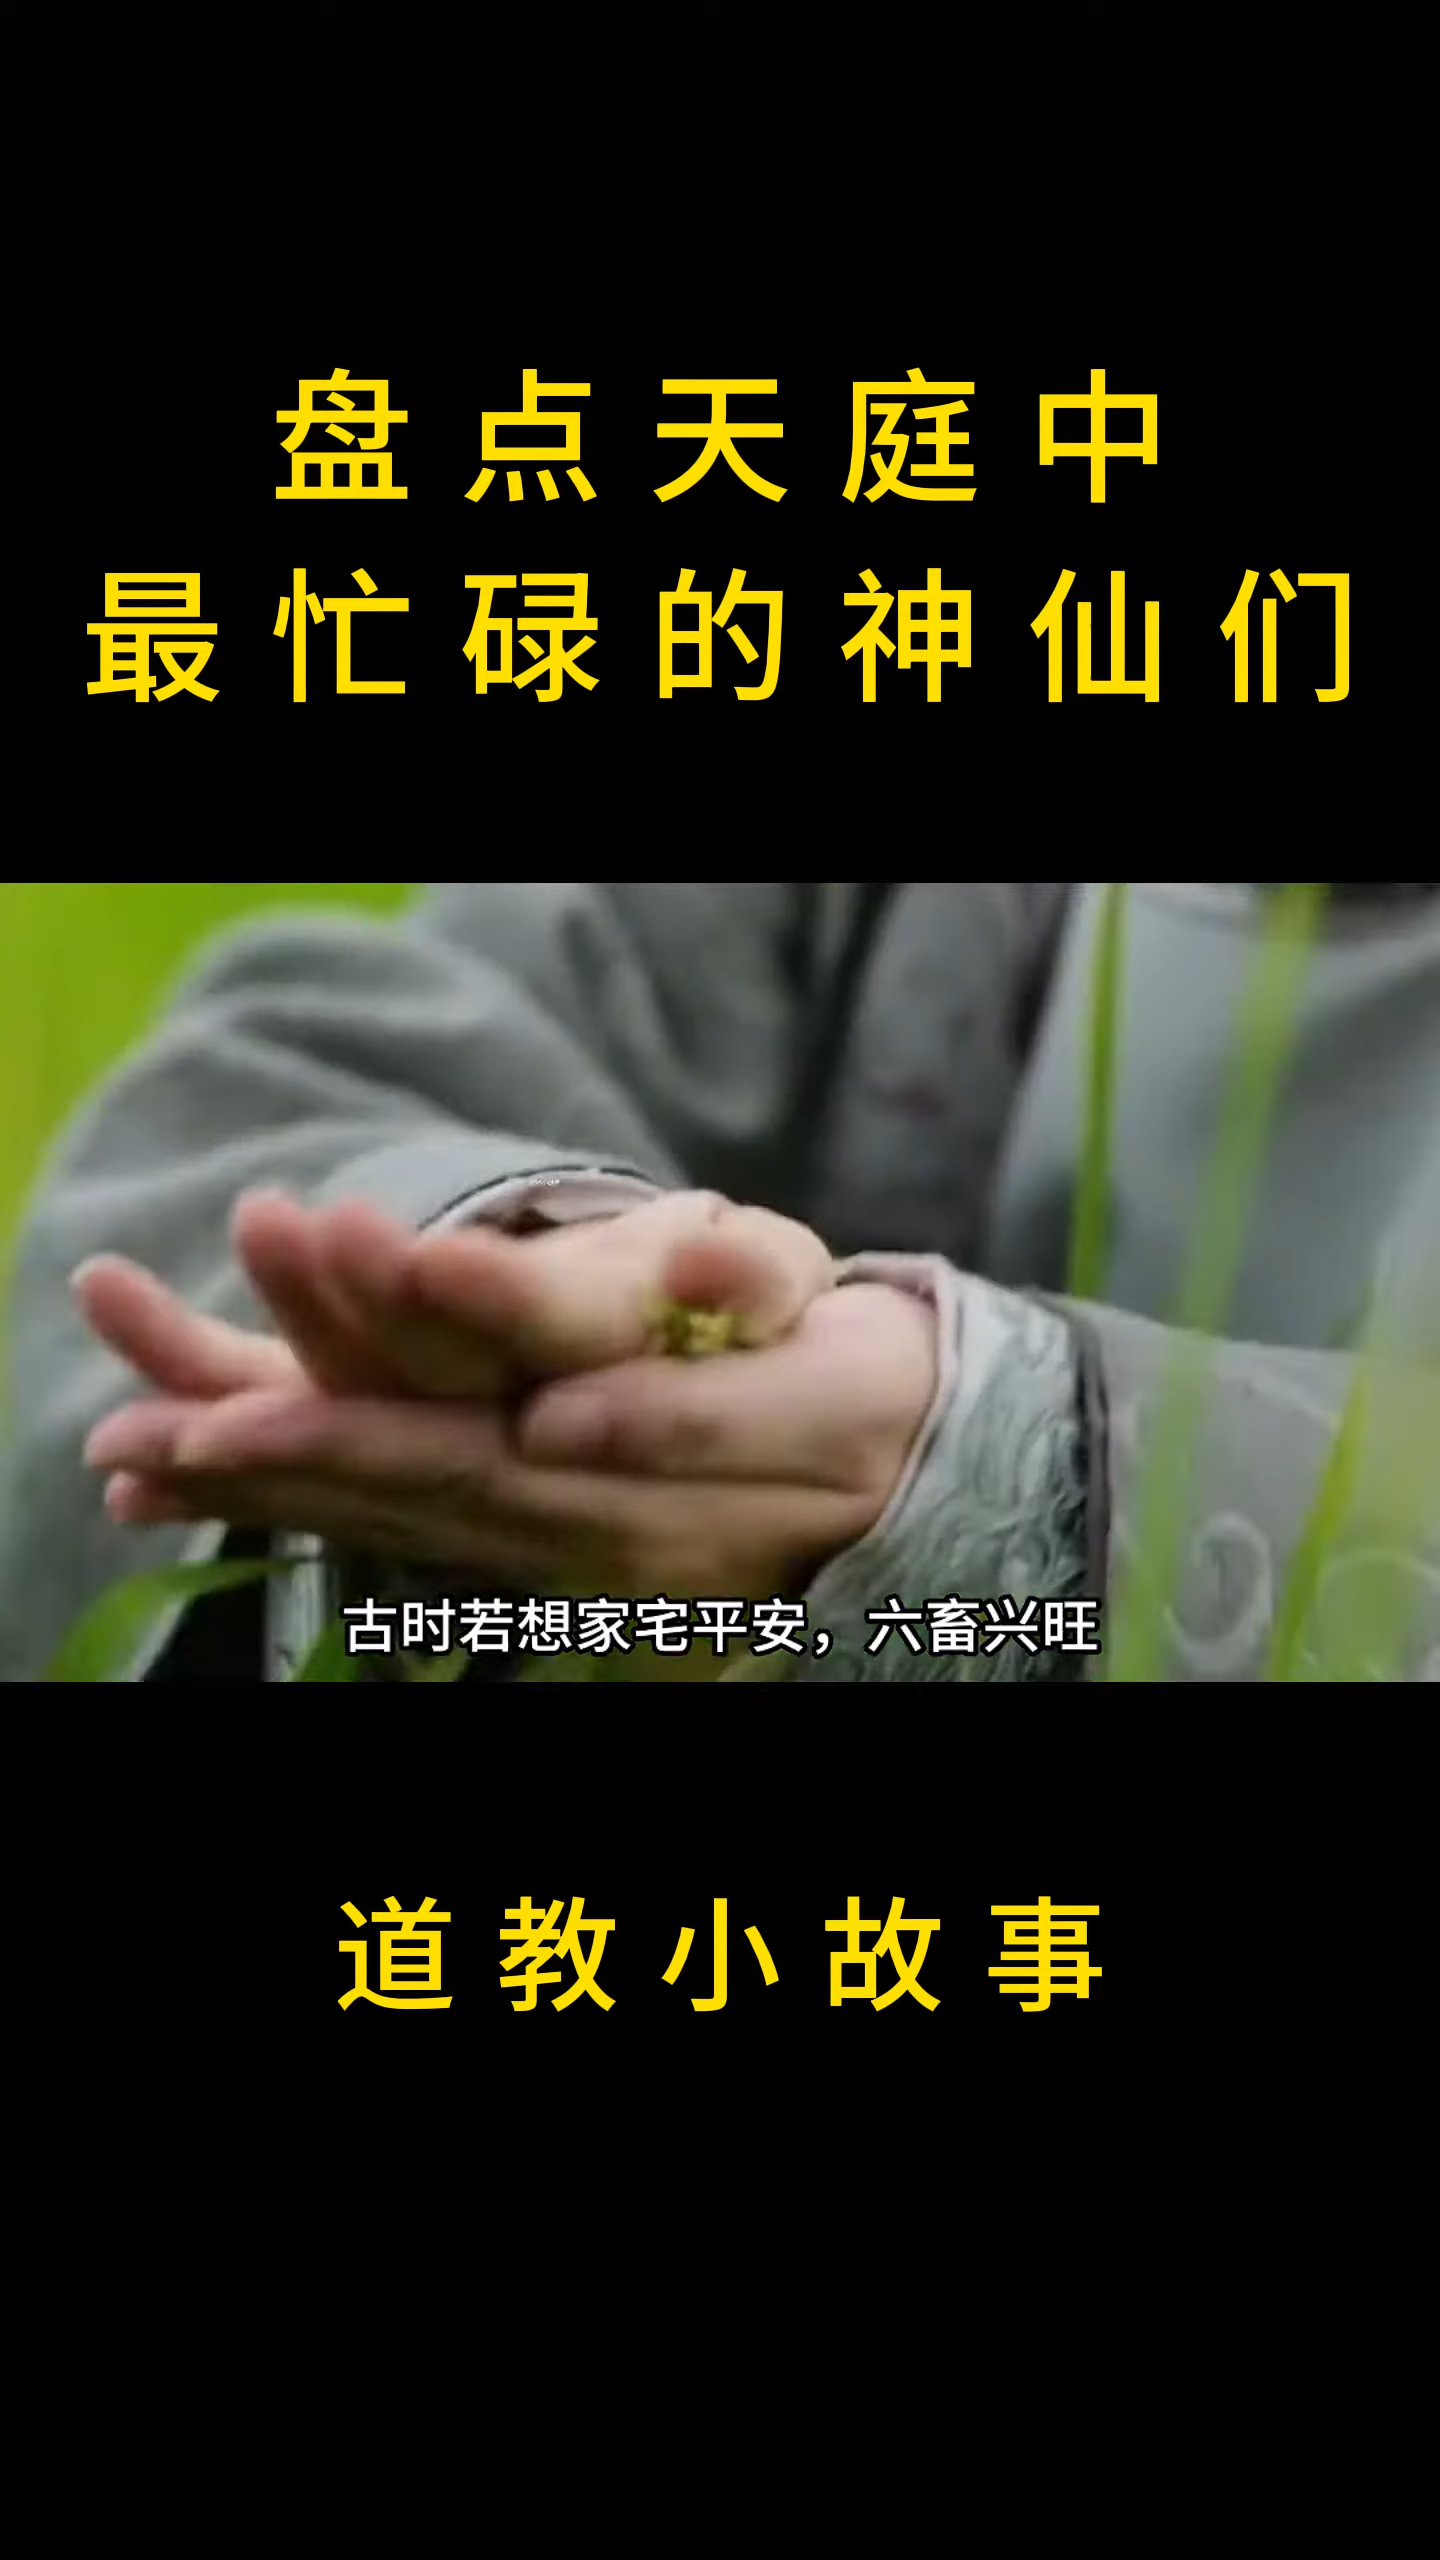 盘点天庭中
最忙碌的神仙们
古时若想家宅平安，六畜兴旺
道教小故事